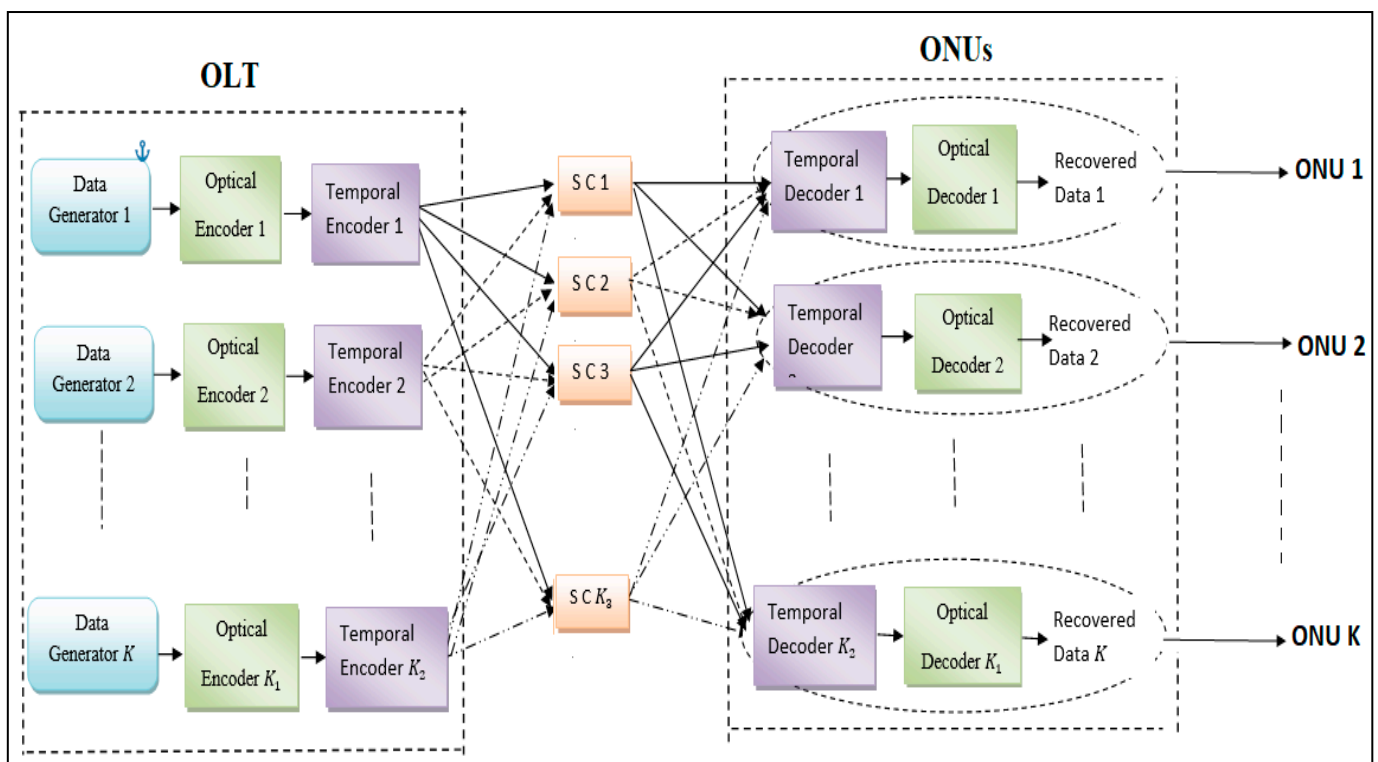 OLT
ONUs
Data
Generator 1
Optical
Encoder 1
Temporal
Encoder 1
S C 1
Temporal
Decoder 1
Optical
Decoder 1
Recovered
Data 1
ONU 1
S C 2
Data
Generator 2
Optical
Encoder 2
Temporal
Encoder 2
S C 3
Temporal
Decoder
Optical
Decoder 2
Recovered
Data 2
ONU 2
Data
Generator K
Optical
Encoder K₁
Temporal
Encoder K₂
S C K₃
Temporal
Decoder K₂
Optical
Decoder K₁
Recovered
Data K
ONU K